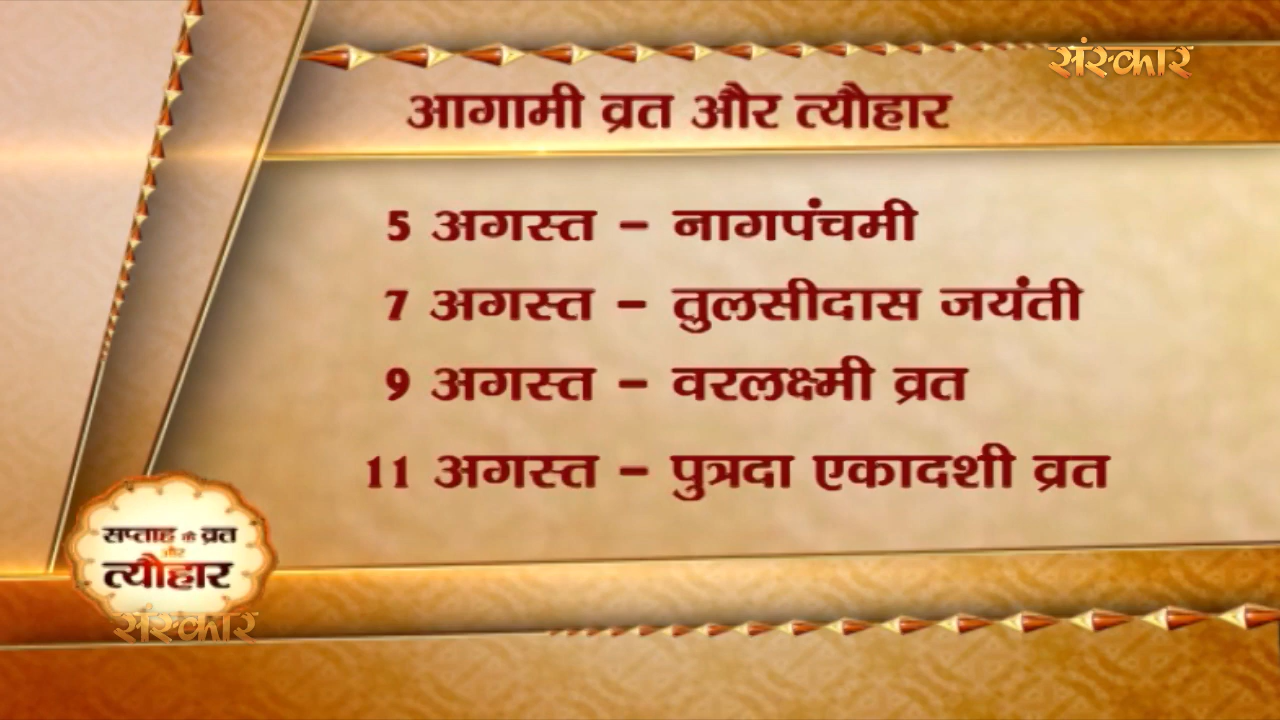 संस्कार
आगामी व्रत और त्यौहार
5 अगस्त - नागपंचमी
7 अगस्त - तुलसीदास जयंती
9 अगस्त - वरलक्ष्मी व्रत
11 अगस्त - पुत्रदा एकादशी व्रत
सप्ताह के व्रत
और
त्यौहार
संस्कार